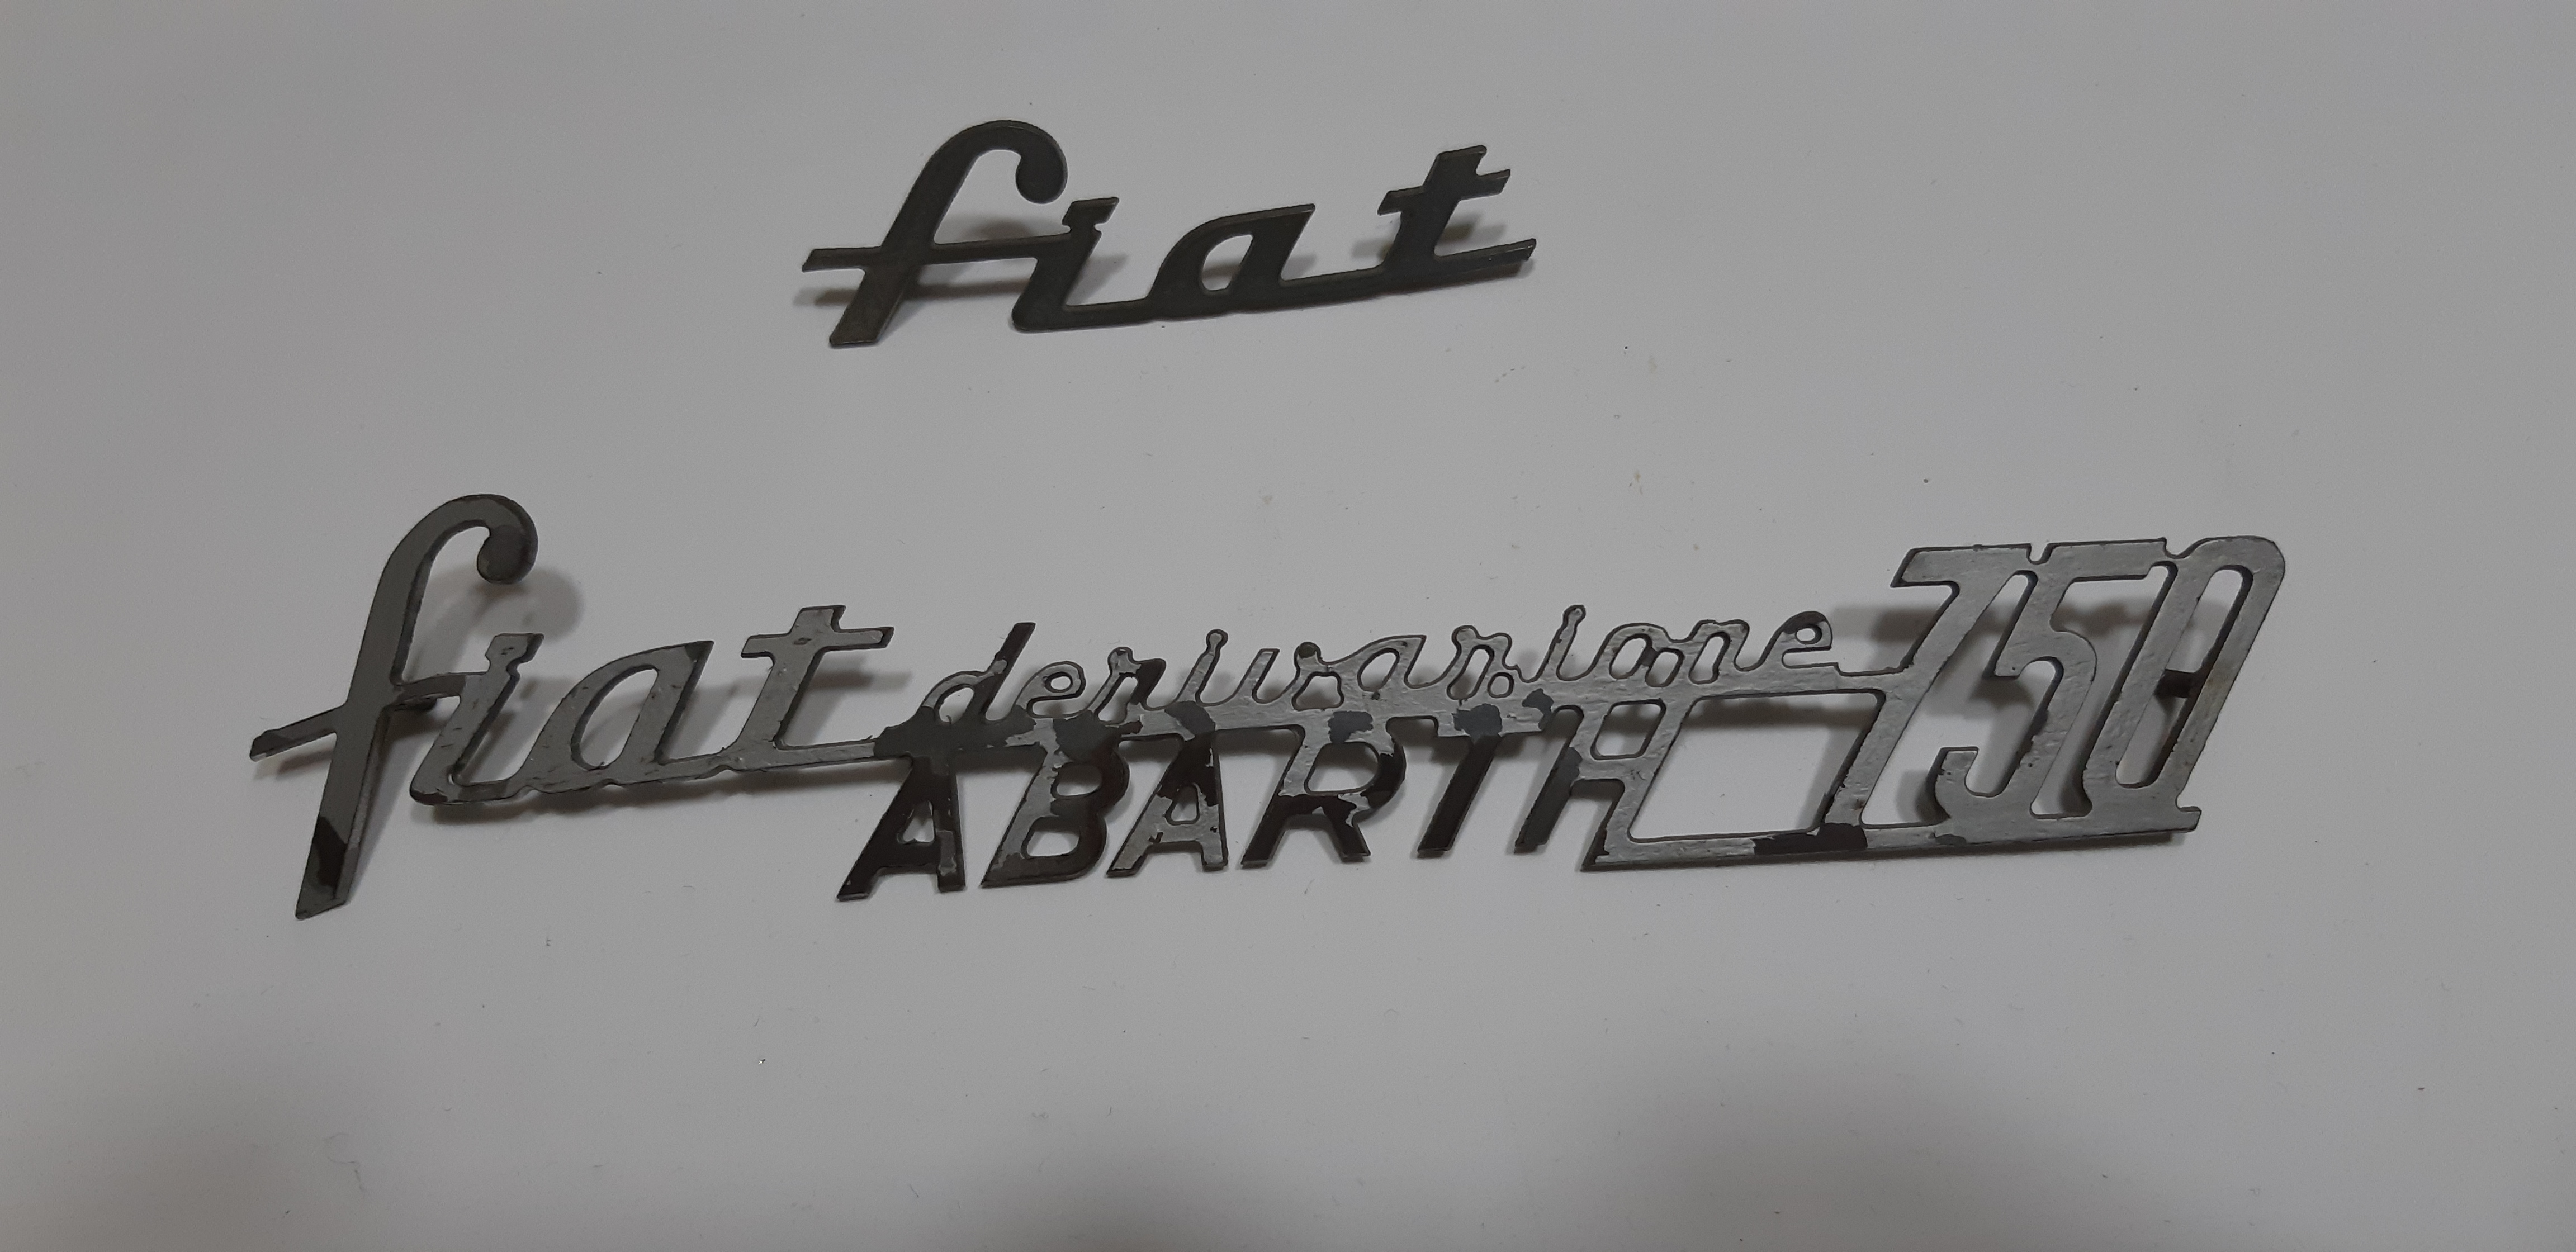 fiat
fiat derivazione 750
ABARTH